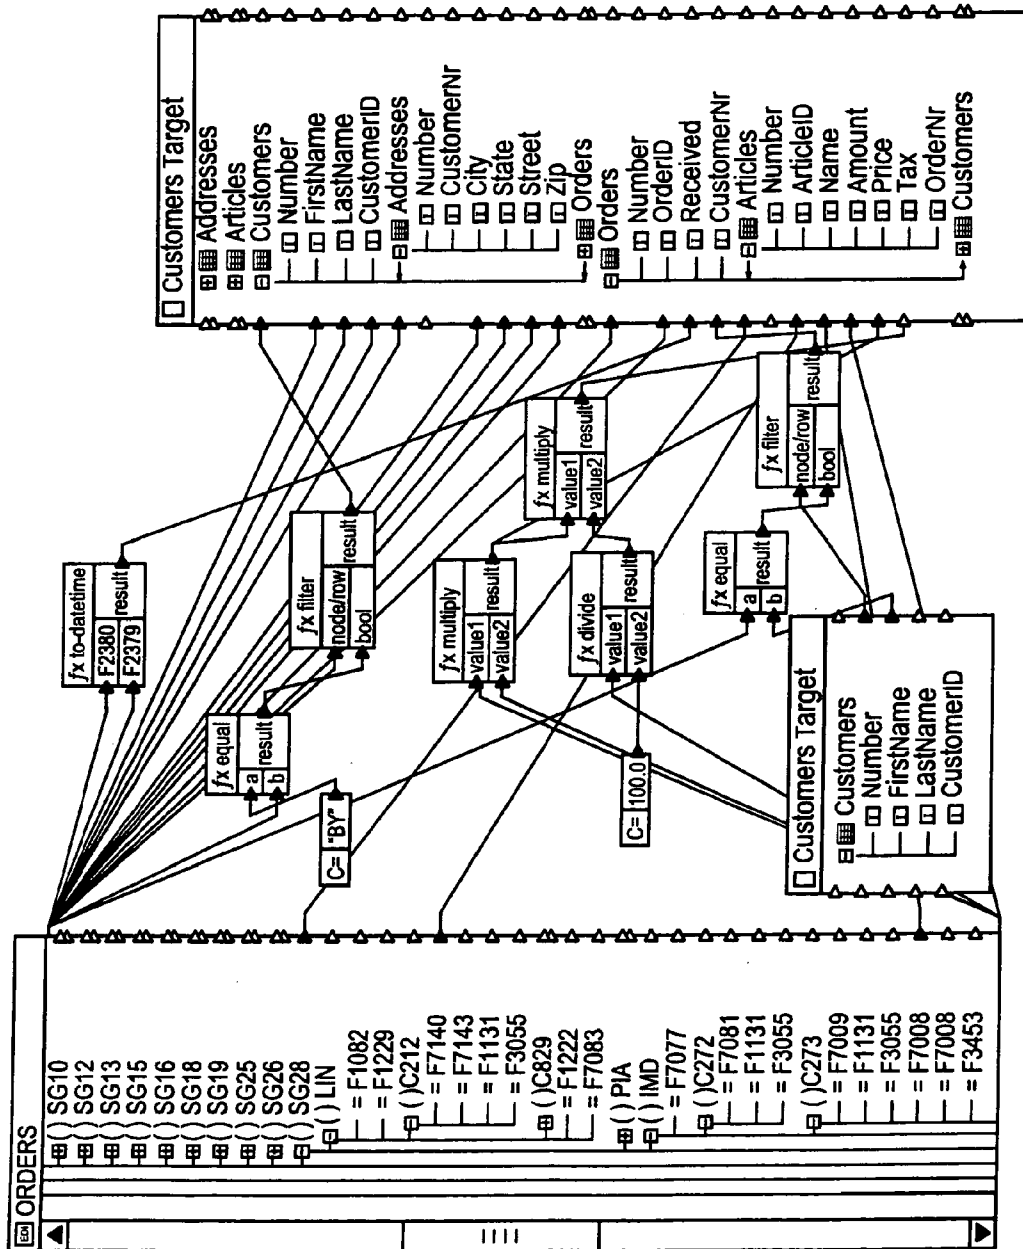 EDI ORDERS
( ) SG10
( ) SG12
( ) SG13
( ) SG15
( ) SG16
( ) SG18
( ) SG19
( ) SG25
( ) SG26
( ) SG28
( ) LIN
= F1082
= F1229
( )C212
= F7140
= F7143
= F1131
= F3055
( )C829
= F1222
= F7083
( ) PIA
( ) IMD
= F7077
( )C272
= F7081
= F1131
= F3055
( )C273
= F7009
= F1131
= F3055
= F7008
= F7008
= F3453
fx to-datetime
F2380
F2379
result
fx equal
a
b
result
C= "BY"
fx filter
node/row
bool
result
fx multiply
value1
value2
result
fx divide
value1
value2
result
C= 100.0
fx multiply
value1
value2
result
fx equal
a
b
result
fx filter
node/row
bool
result
Customers Target
Customers
Number
FirstName
LastName
CustomerID
Customers Target
Addresses
Articles
Customers
Number
FirstName
LastName
CustomerID
Addresses
Number
CustomerNr
City
State
Street
Zip
Orders
Orders
Number
OrderID
Received
CustomerNr
Articles
Number
ArticleID
Name
Amount
Price
Tax
OrderNr
Customers